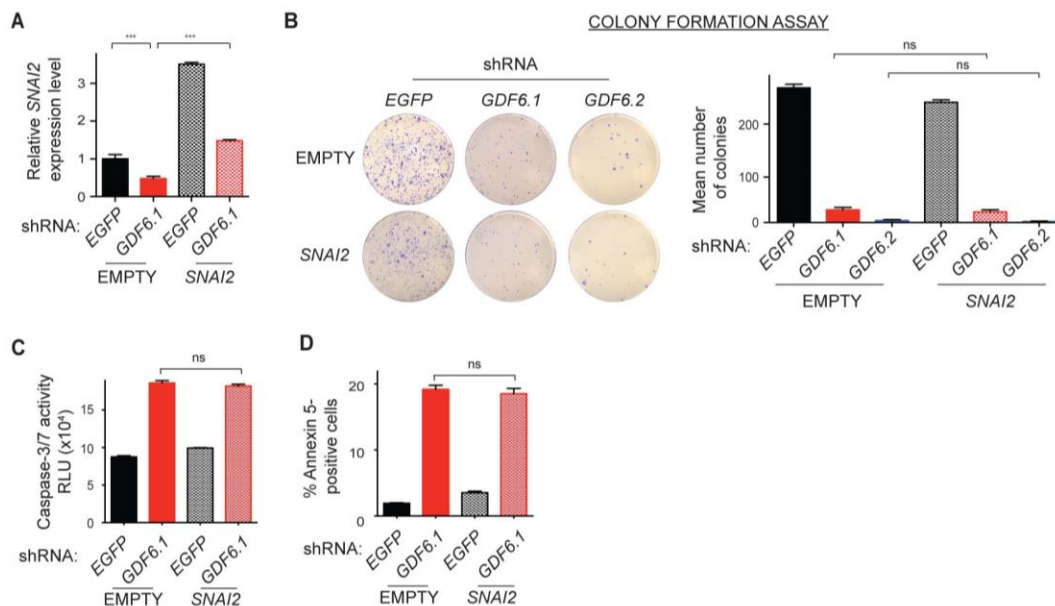 A
*** ***
Relative SNAI2
expression level
3
2
1
0
shRNA:
EGFP
GDF6.1
EGFP
GDF6.1
EMPTY
SNAI2
B
COLONY FORMATION ASSAY
shRNA
EGFP GDF6.1 GDF6.2
EMPTY
SNAI2
ns
ns
Mean number
of colonies
200
100
0
shRNA:
EGFP
GDF6.1
GDF6.2
EGFP
GDF6.1
GDF6.2
EMPTY
SNAI2
C
ns
Caspase-3/7 activity
RLU (x10⁴)
15
10
5
0
shRNA:
EGFP
GDF6.1
EGFP
GDF6.1
EMPTY
SNAI2
D
ns
% Annexin 5-
positive cells
20
10
0
shRNA:
EGFP
GDF6.1
EGFP
GDF6.1
EMPTY
SNAI2